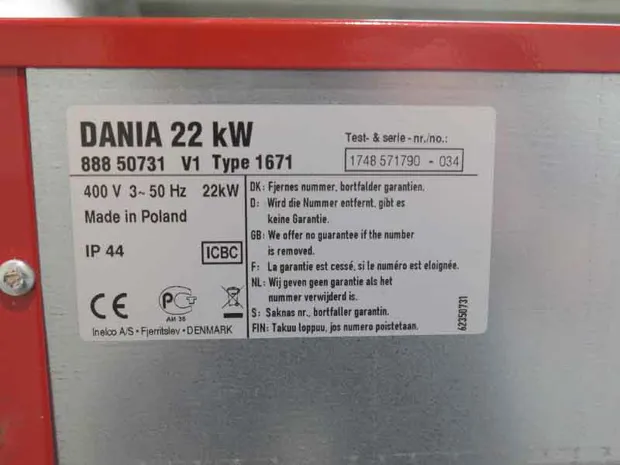 DANIA 22 kW
888 50731 V1 Type 1671
Test- & serie - nr./no.:
1748 571790 - 034
400 V 3~ 50 Hz 22kW
Made in Poland
IP 44
ICBC
CE
AИ 36
Inelco A/S • Fjerritslev • DENMARK
DK: Fjernes nummer, bortfalder garantien.
D: Wird die Nummer entfernt, gibt es
keine Garantie.
GB: We offer no guarantee if the number
is removed.
F: La garantie est cessé, si le numéro est eloignée.
NL: Wij geven geen garantie als het
nummer verwijderd is.
S: Saknas nr., bortfaller garantin.
FIN: Takuu loppuu, jos numero poistetaan.
62350731